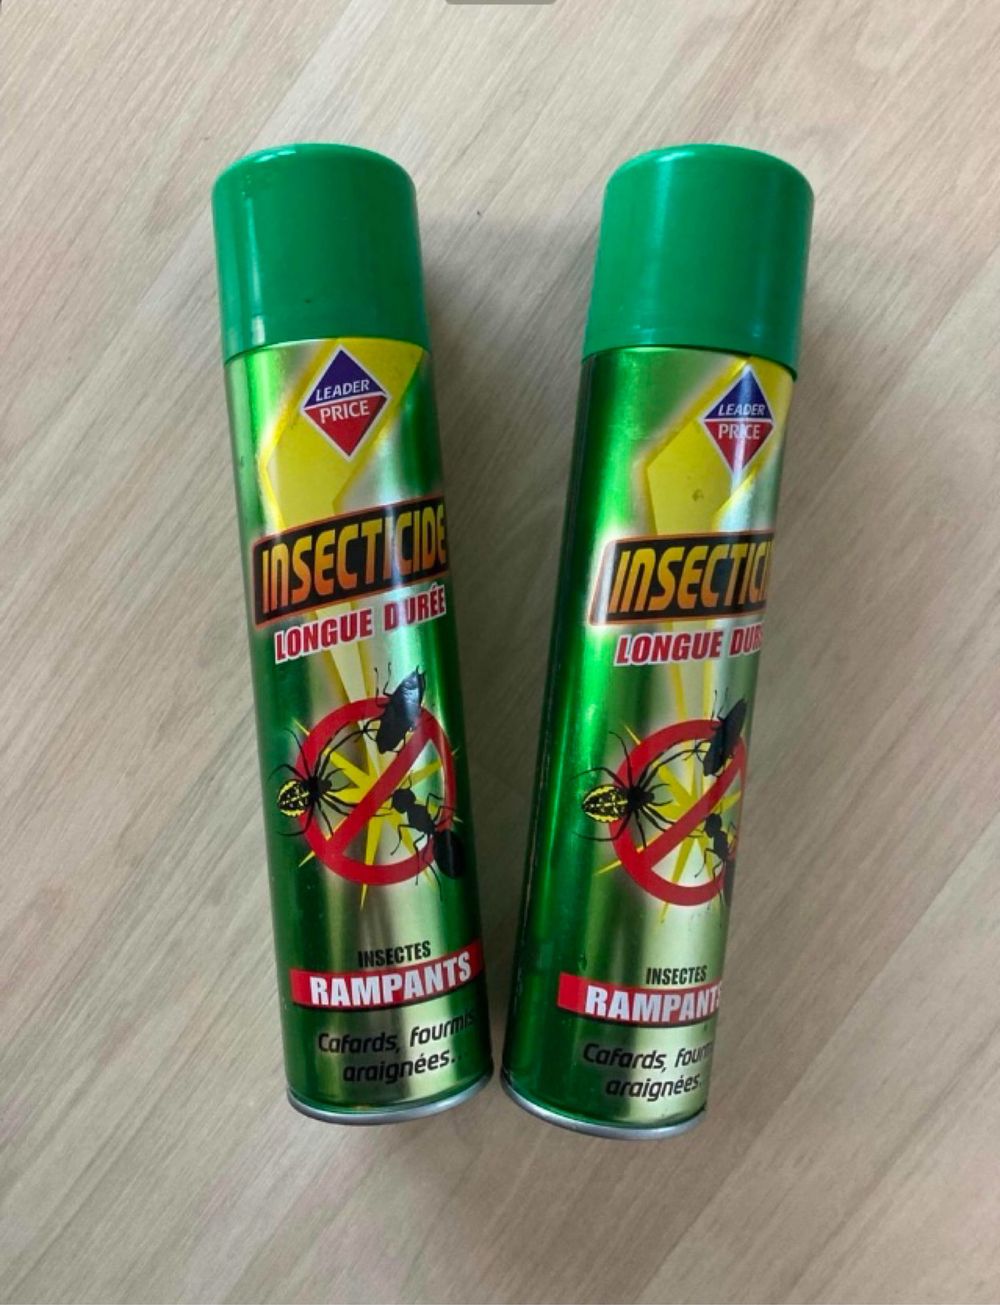 LEADER
PRICE
INSECTICIDE
LONGUE DURÉE
INSECTES
RAMPANTS
Cafards, fourmis
araignées...
LEADER
PRICE
INSECTICI
LONGUE DUR
INSECTES
RAMPANTS
Cafards, fourm
araignées.